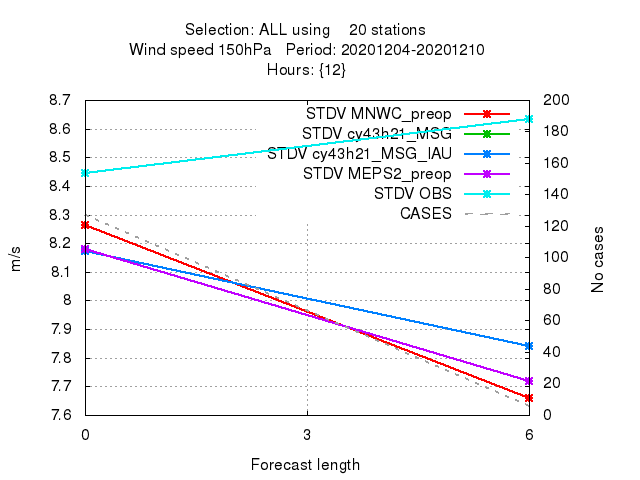 Selection: ALL using    20 stations
Wind speed 150hPa   Period: 20201204-20201210
Hours: {12}
8.7
8.6
8.5
8.4
8.3
8.2
8.1
8
7.9
7.8
7.7
7.6
m/s
STDV MNWC_preop
STDV cy43h21_MSG
STDV cy43h21_MSG_IAU
STDV MEPS2_preop
STDV OBS
CASES
200
180
160
140
120
100
80
60
40
20
0
No cases
0 3 6
Forecast length